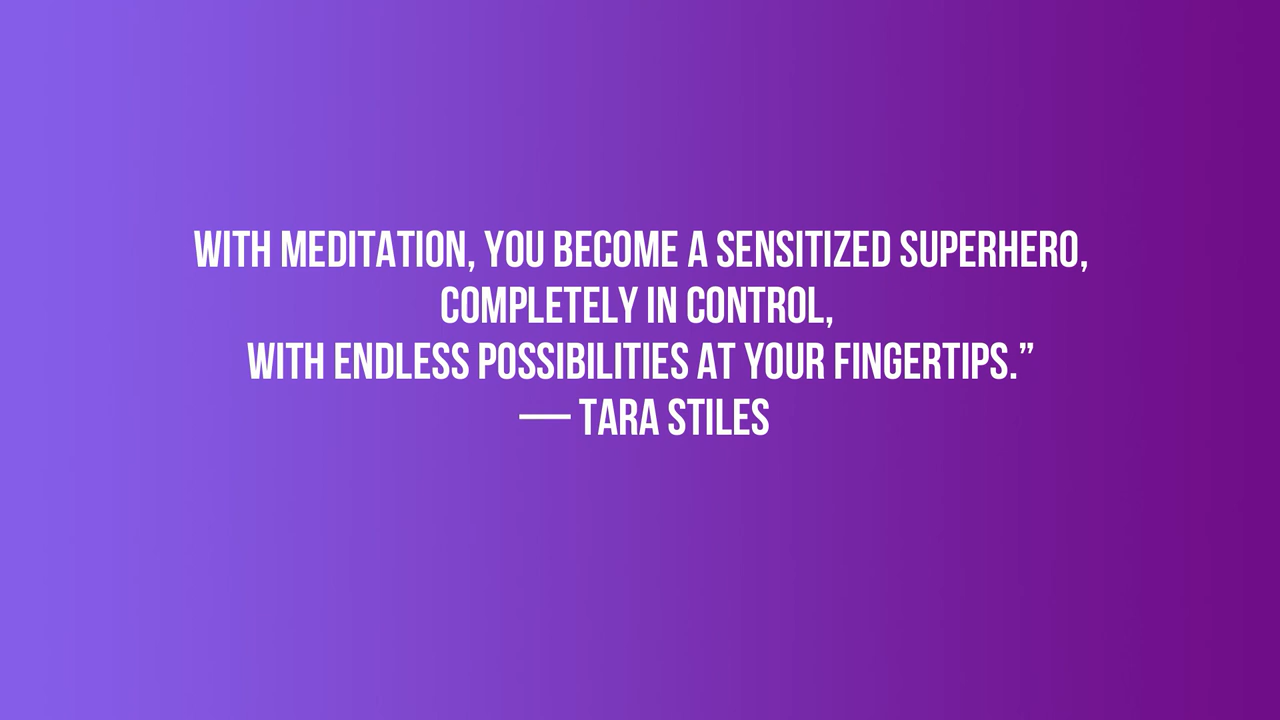 WITH MEDITATION, YOU BECOME A SENSITIZED SUPERHERO,
COMPLETELY IN CONTROL,
WITH ENDLESS POSSIBILITIES AT YOUR FINGERTIPS.”
— TARA STILES